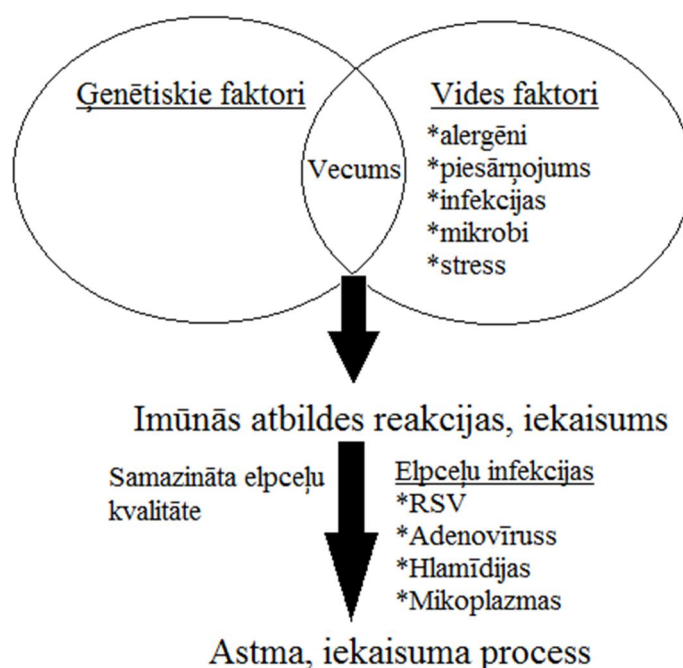 Ģenētiskie faktori
Vecums
Vides faktori
*alergēni
*piesārņojums
*infekcijas
*mikrobi
*stress
Imūnās atbildes reakcijas, iekaisums
Samazināta elpceļu
kvalitāte
Elpceļu infekcijas
*RSV
*Adenovīruss
*Hlamīdijas
*Mikoplazmas
Astma, iekaisuma process